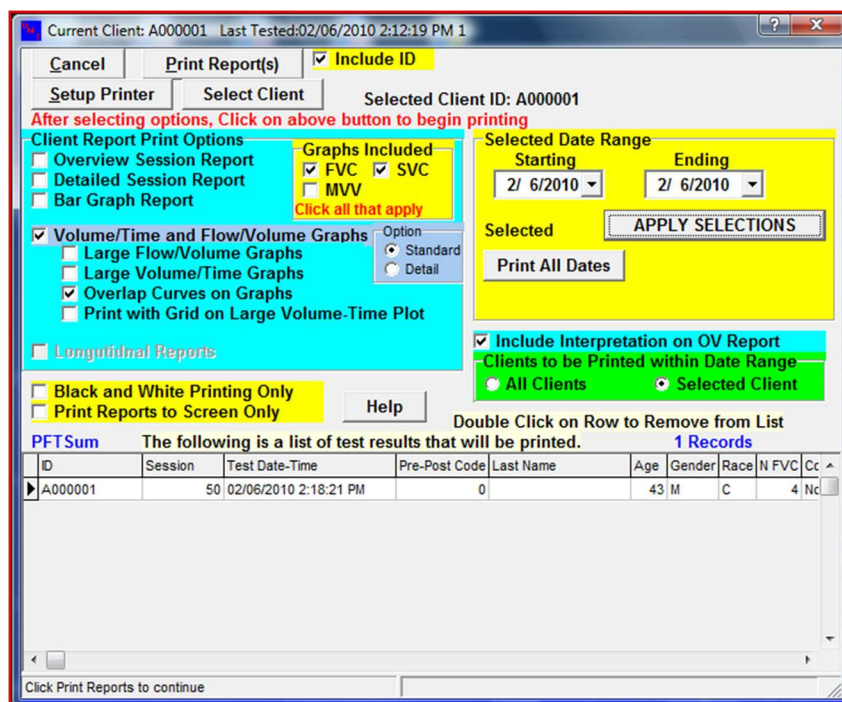 Current Client: A000001 Last Tested:02/06/2010 2:12:19 PM 1
Cancel Print Report(s) Include ID
Setup Printer Select Client Selected Client ID: A000001
After selecting options, Click on above button to begin printing
Client Report Print Options
Overview Session Report
Detailed Session Report
Bar Graph Report
Graphs Included
FVC SVC
MVV
Click all that apply
Volume/Time and Flow/Volume Graphs
Large Flow/Volume Graphs
Large Volume/Time Graphs
Overlap Curves on Graphs
Print with Grid on Large Volume-Time Plot
Option
Standard
Detail
Longutidnal Reports
Selected Date Range
Starting Ending
2/ 6/2010 2/ 6/2010
Selected APPLY SELECTIONS
Print All Dates
Include Interpretation on OV Report
Clients to be Printed within Date Range
All Clients Selected Client
Black and White Printing Only
Print Reports to Screen Only
Help
Double Click on Row to Remove from List
PFTSum The following is a list of test results that will be printed. 1 Records
ID Session Test Date-Time Pre-Post Code Last Name Age Gender Race N FVC Cc
A000001 50 02/06/2010 2:18:21 PM 0 43 M C 4 Nc
Click Print Reports to continue